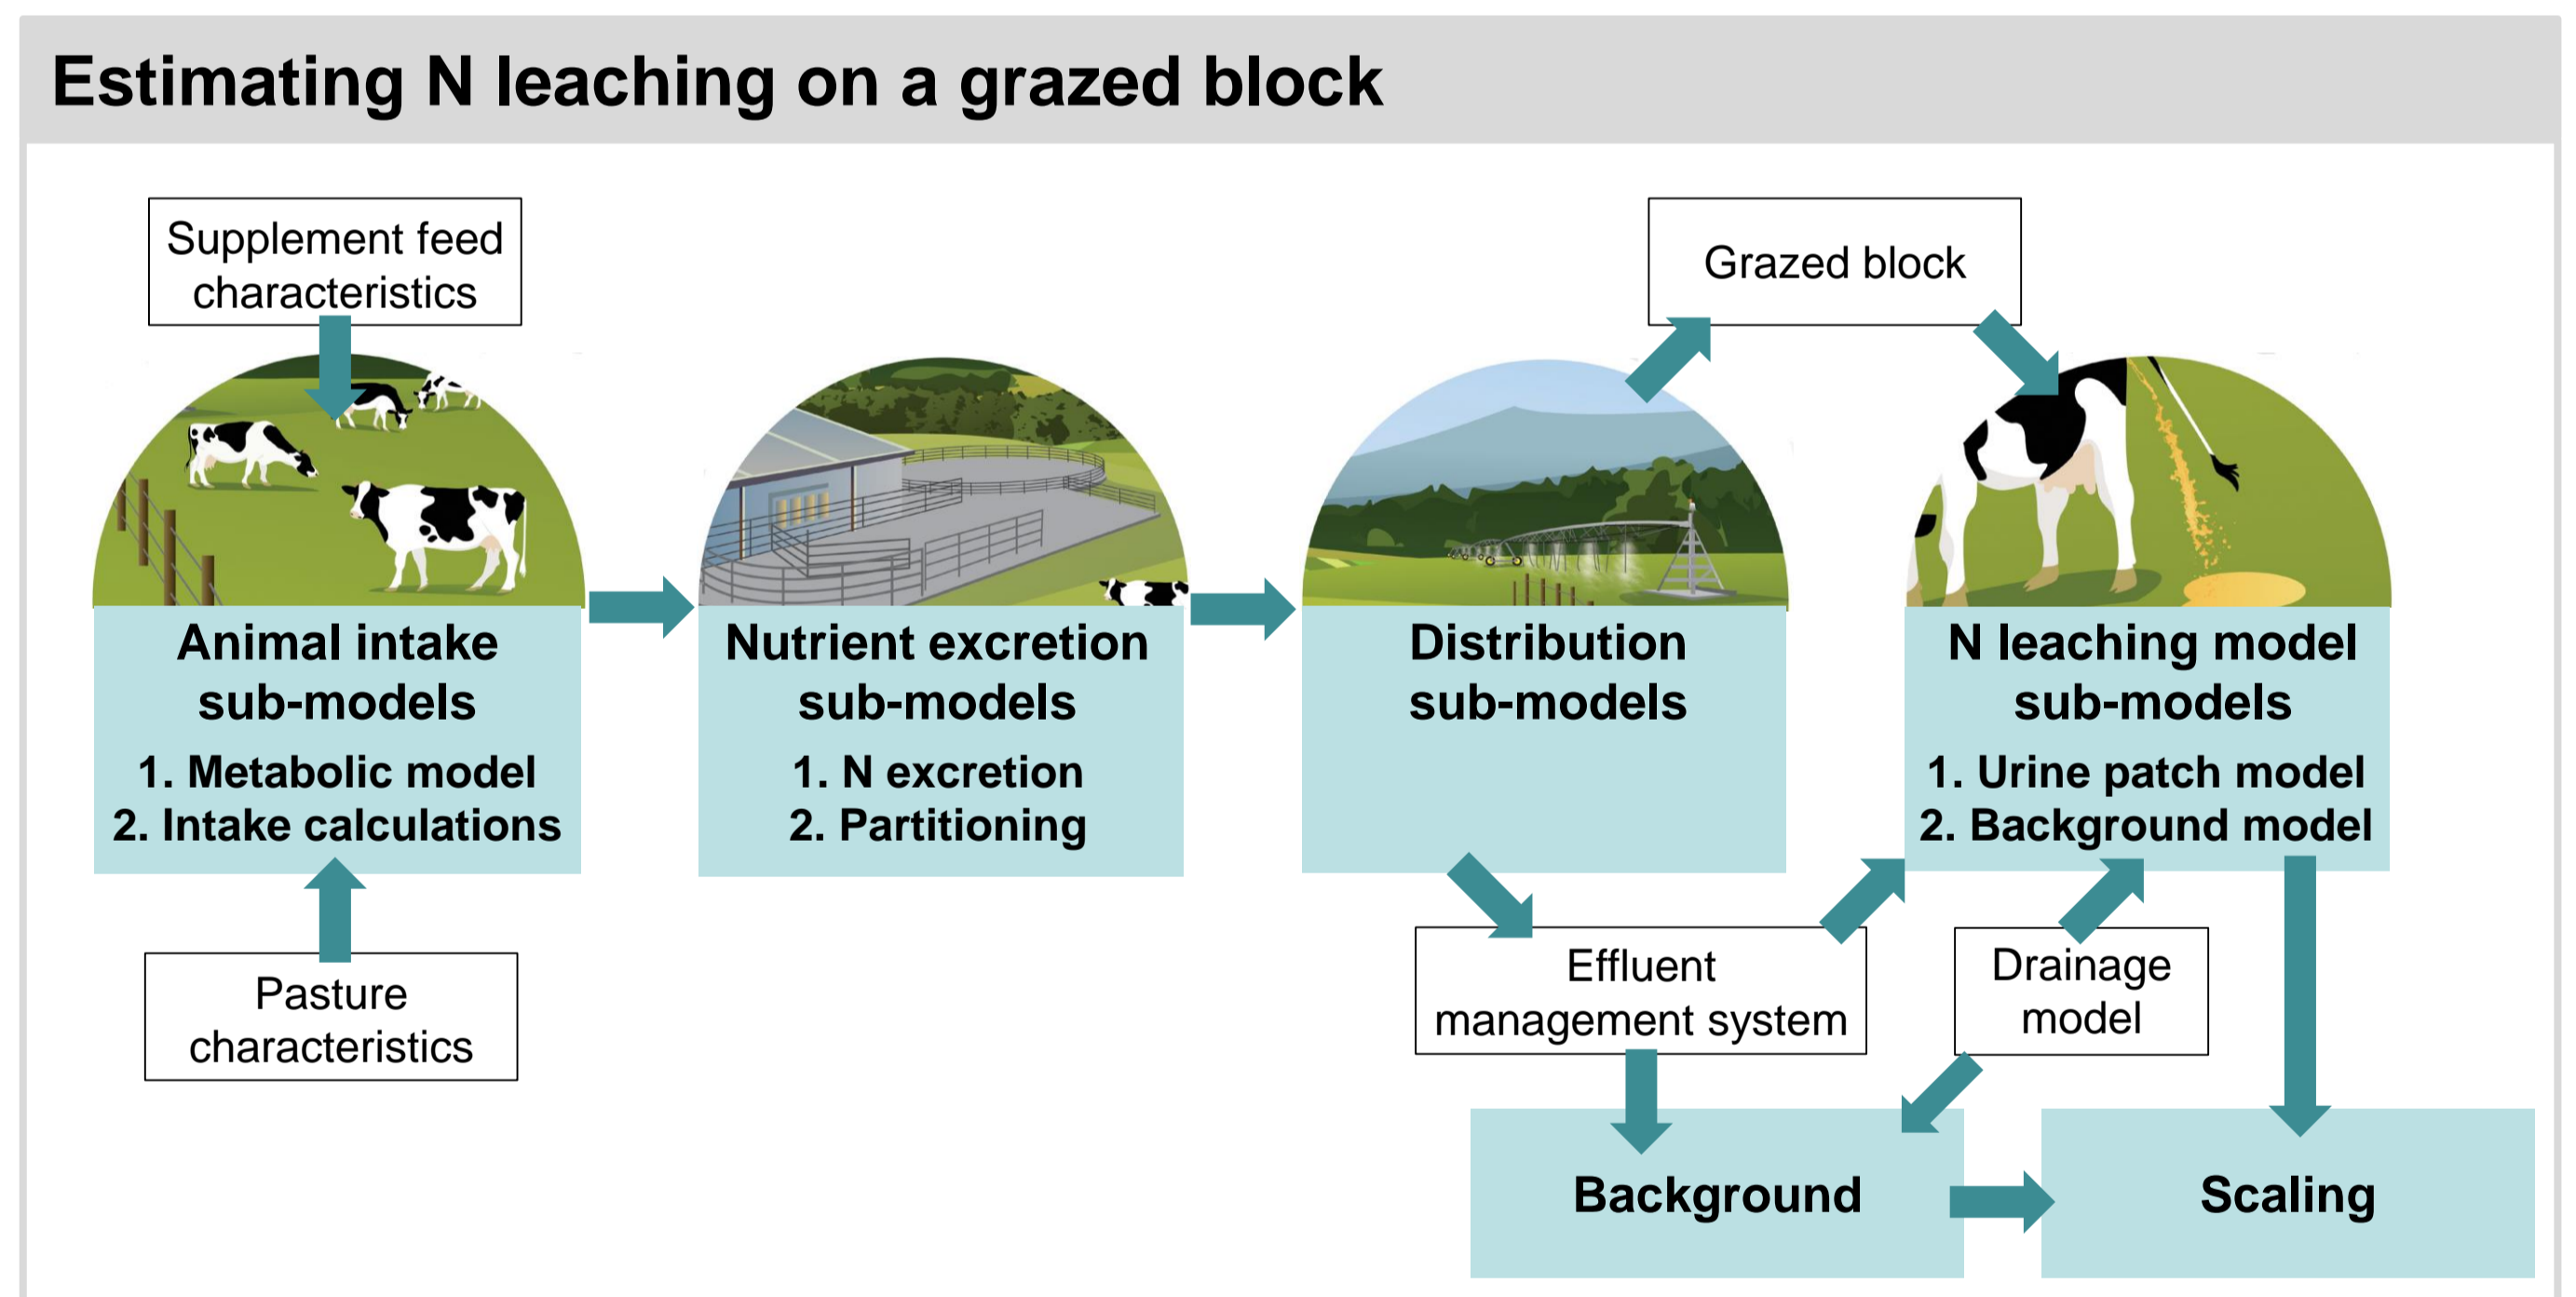 Estimating N leaching on a grazed block
Supplement feed
characteristics
Grazed block
Animal intake
sub-models
1. Metabolic model
2. Intake calculations
Nutrient excretion
sub-models
1. N excretion
2. Partitioning
Distribution
sub-models
N leaching model
sub-models
1. Urine patch model
2. Background model
Pasture
characteristics
Effluent
management system
Drainage
model
Background
Scaling